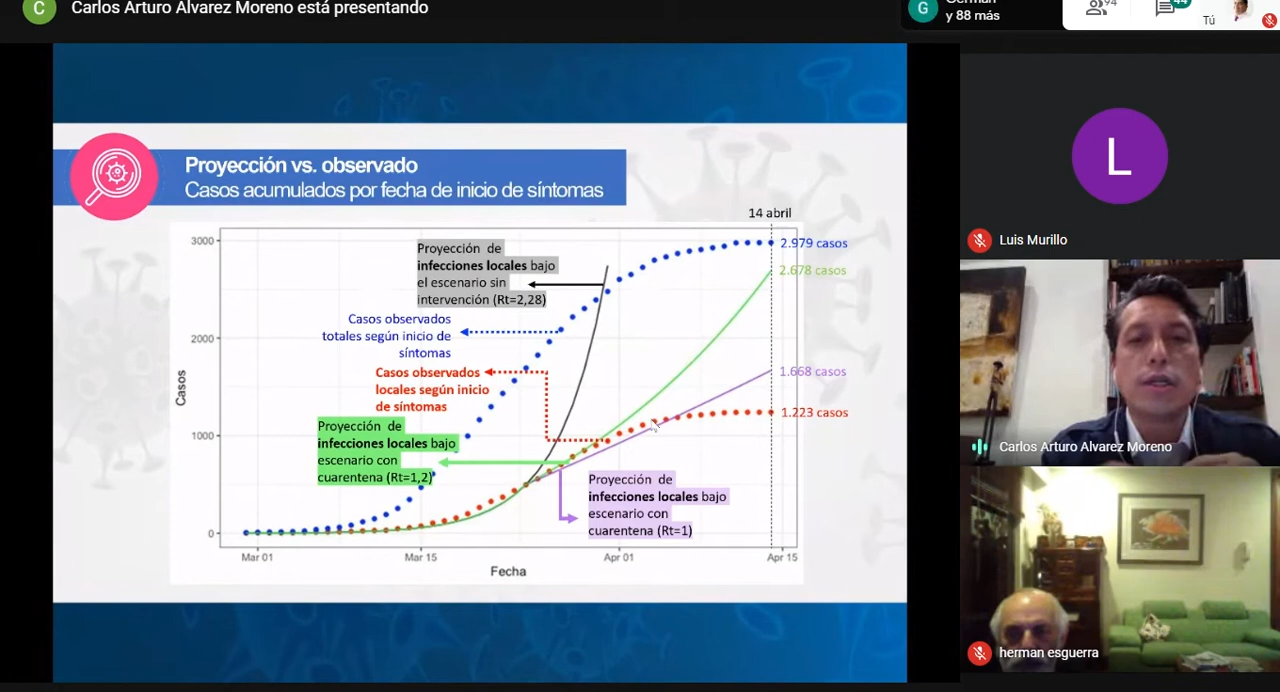 C
Carlos Arturo Alvarez Moreno está presentando
G
y 88 más
94
44
Tú
Proyección vs. observado
Casos acumulados por fecha de inicio de síntomas
14 abril
3000
2000
1000
0
Casos
Proyección de
infecciones locales bajo
el escenario sin
intervención (Rt=2,28)
Casos observados
totales según inicio de
síntomas
Casos observados
locales según inicio
de síntomas
Proyección de
infecciones locales bajo
escenario con
cuarentena (Rt=1,2)
Proyección de
infecciones locales bajo
escenario con
cuarentena (Rt=1)
2.979 casos
2.678 casos
1.668 casos
1.223 casos
Mar 01
Mar 15
Apr 01
Apr 15
Fecha
L
Luis Murillo
Carlos Arturo Alvarez Moreno
herman esguerra